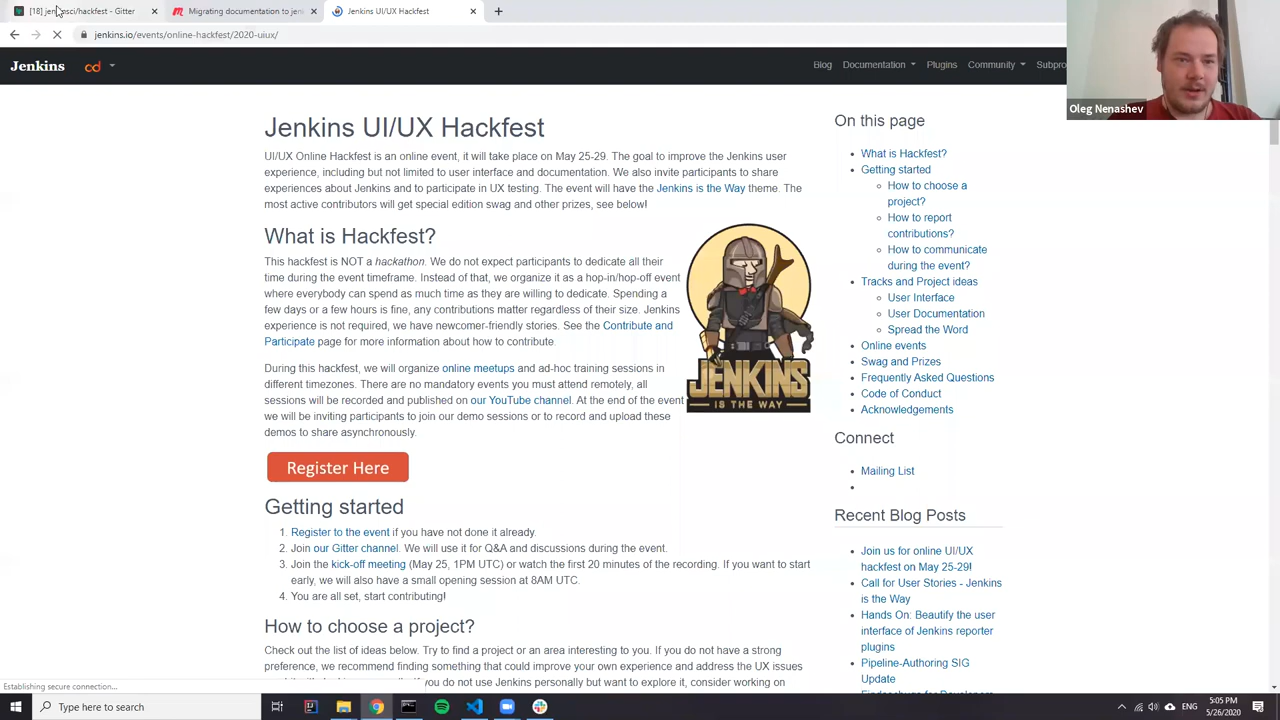 [18] jenkinsci/hackfest - Gitter
Migrating documentation to jen
Jenkins UI/UX Hackfest
jenkins.io/events/online-hackfest/2020-uiux/
Jenkins
cd
Blog Documentation Plugins Community Subpro
Oleg Nenashev
Jenkins UI/UX Hackfest
UI/UX Online Hackfest is an online event, it will take place on May 25-29. The goal to improve the Jenkins user
experience, including but not limited to user interface and documentation. We also invite participants to share
experiences about Jenkins and to participate in UX testing. The event will have the Jenkins is the Way theme. The
most active contributors will get special edition swag and other prizes, see below!
What is Hackfest?
This hackfest is NOT a hackathon. We do not expect participants to dedicate all their
time during the event timeframe. Instead of that, we organize it as a hop-in/hop-off event
where everybody can spend as much time as they are willing to dedicate. Spending a
few days or a few hours is fine, any contributions matter regardless of their size. Jenkins
experience is not required, we have newcomer-friendly stories. See the Contribute and
Participate page for more information about how to contribute.
During this hackfest, we will organize online meetups and ad-hoc training sessions in
different timezones. There are no mandatory events you must attend remotely, all
sessions will be recorded and published on our YouTube channel. At the end of the event
we will be inviting participants to join our demo sessions or to record and upload these
demos to share asynchronously.
JENKINS
IS THE WAY
Register Here
Getting started
1. Register to the event if you have not done it already.
2. Join our Gitter channel. We will use it for Q&A and discussions during the event.
3. Join the kick-off meeting (May 25, 1PM UTC) or watch the first 20 minutes of the recording. If you want to start
early, we will also have a small opening session at 8AM UTC.
4. You are all set, start contributing!
How to choose a project?
Check out the list of ideas below. Try to find a project or an area interesting to you. If you do not have a strong
preference, we recommend finding something that could improve your own experience and address the UX issues
you do not use Jenkins personally but want to explore it, consider working on
On this page
What is Hackfest?
Getting started
How to choose a
project?
How to report
contributions?
How to communicate
during the event?
Tracks and Project ideas
User Interface
User Documentation
Spread the Word
Online events
Swag and Prizes
Frequently Asked Questions
Code of Conduct
Acknowledgements
Connect
Mailing List
Recent Blog Posts
Join us for online UI/UX
hackfest on May 25-29!
Call for User Stories - Jenkins
is the Way
Hands On: Beautify the user
interface of Jenkins reporter
plugins
Pipeline-Authoring SIG
Update
Establishing secure connection...
Type here to search
ENG
5:05 PM
5/26/2020